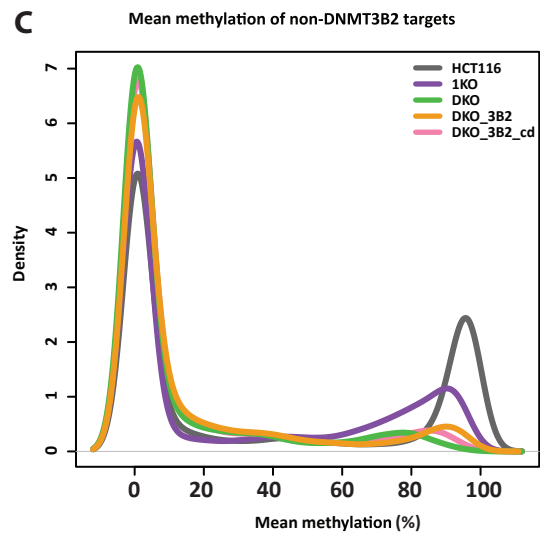 C
Mean methylation of non-DNMT3B2 targets
HCT116
1KO
DKO
DKO_3B2
DKO_3B2_cd
Density
7
6
5
4
3
2
1
0
0 20 40 60 80 100
Mean methylation (%)